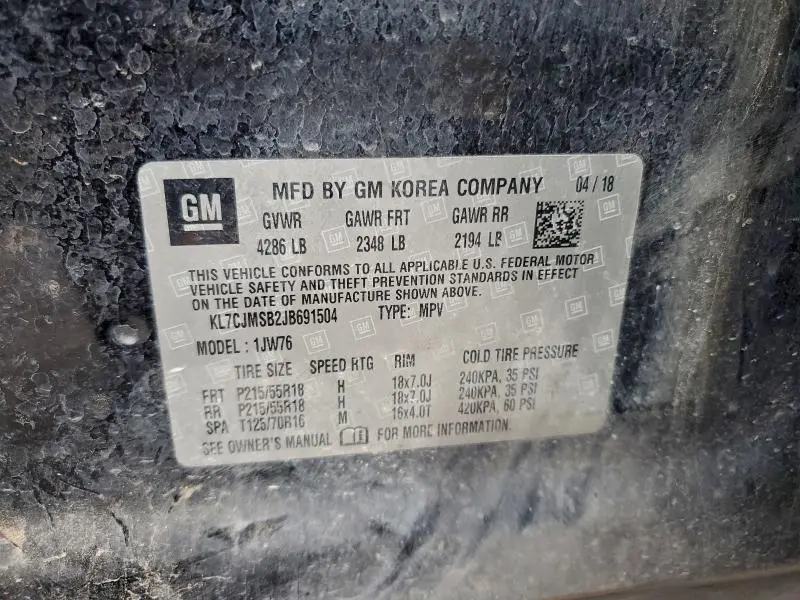 GM MFD BY GM KOREA COMPANY 04 / 18
GVWR GAWR FRT GAWR RR
4286 LB 2348 LB 2194 LB
THIS VEHICLE CONFORMS TO ALL APPLICABLE U.S. FEDERAL MOTOR
VEHICLE SAFETY AND THEFT PREVENTION STANDARDS IN EFFECT
ON THE DATE OF MANUFACTURE SHOWN ABOVE.
KL7CJMSB2JB691504 TYPE: MPV
MODEL : 1JW76
TIRE SIZE SPEED RTG RIM COLD TIRE PRESSURE
FRT P215/55R18 H 18x7.0J 240KPA, 35 PSI
RR P215/55R18 H 18x7.0J 240KPA, 35 PSI
SPA T125/70R16 M 16x4.0T 420KPA, 60 PSI
SEE OWNER'S MANUAL FOR MORE INFORMATION.